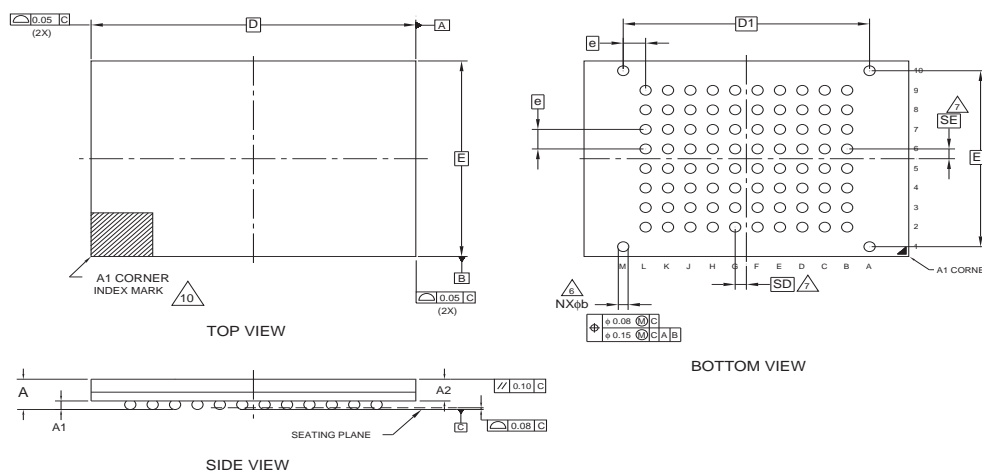 ⌓ 0.05 C
(2X)
D
A
E
B
A1 CORNER
INDEX MARK
10
⌓ 0.05 C
(2X)
TOP VIEW
D1
e
e
10
9
8
7
6
5
4
3
2
1
7
SE
E
M L K J H G F E D C B A
A1 CORNE
SD
7
6
NXϕb
⌖ ϕ 0.08 Ⓜ C
ϕ 0.15 Ⓜ C A B
BOTTOM VIEW
A
A1
A2
// 0.10 C
⌓ 0.08 C
C
SEATING PLANE
SIDE VIEW